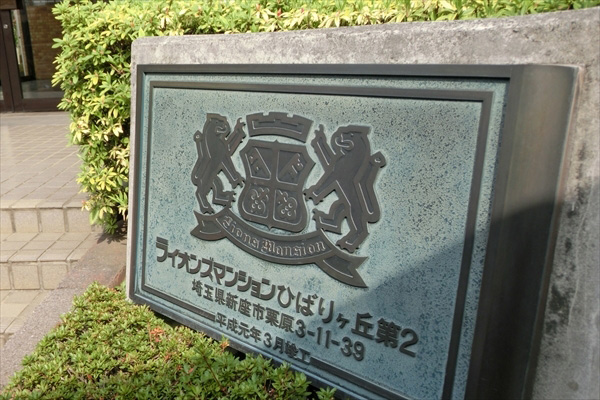 Lions Mansion
ライオンズマンションひばりヶ丘第2
埼玉県新座市栗原3-11-39
平成元年3月竣工